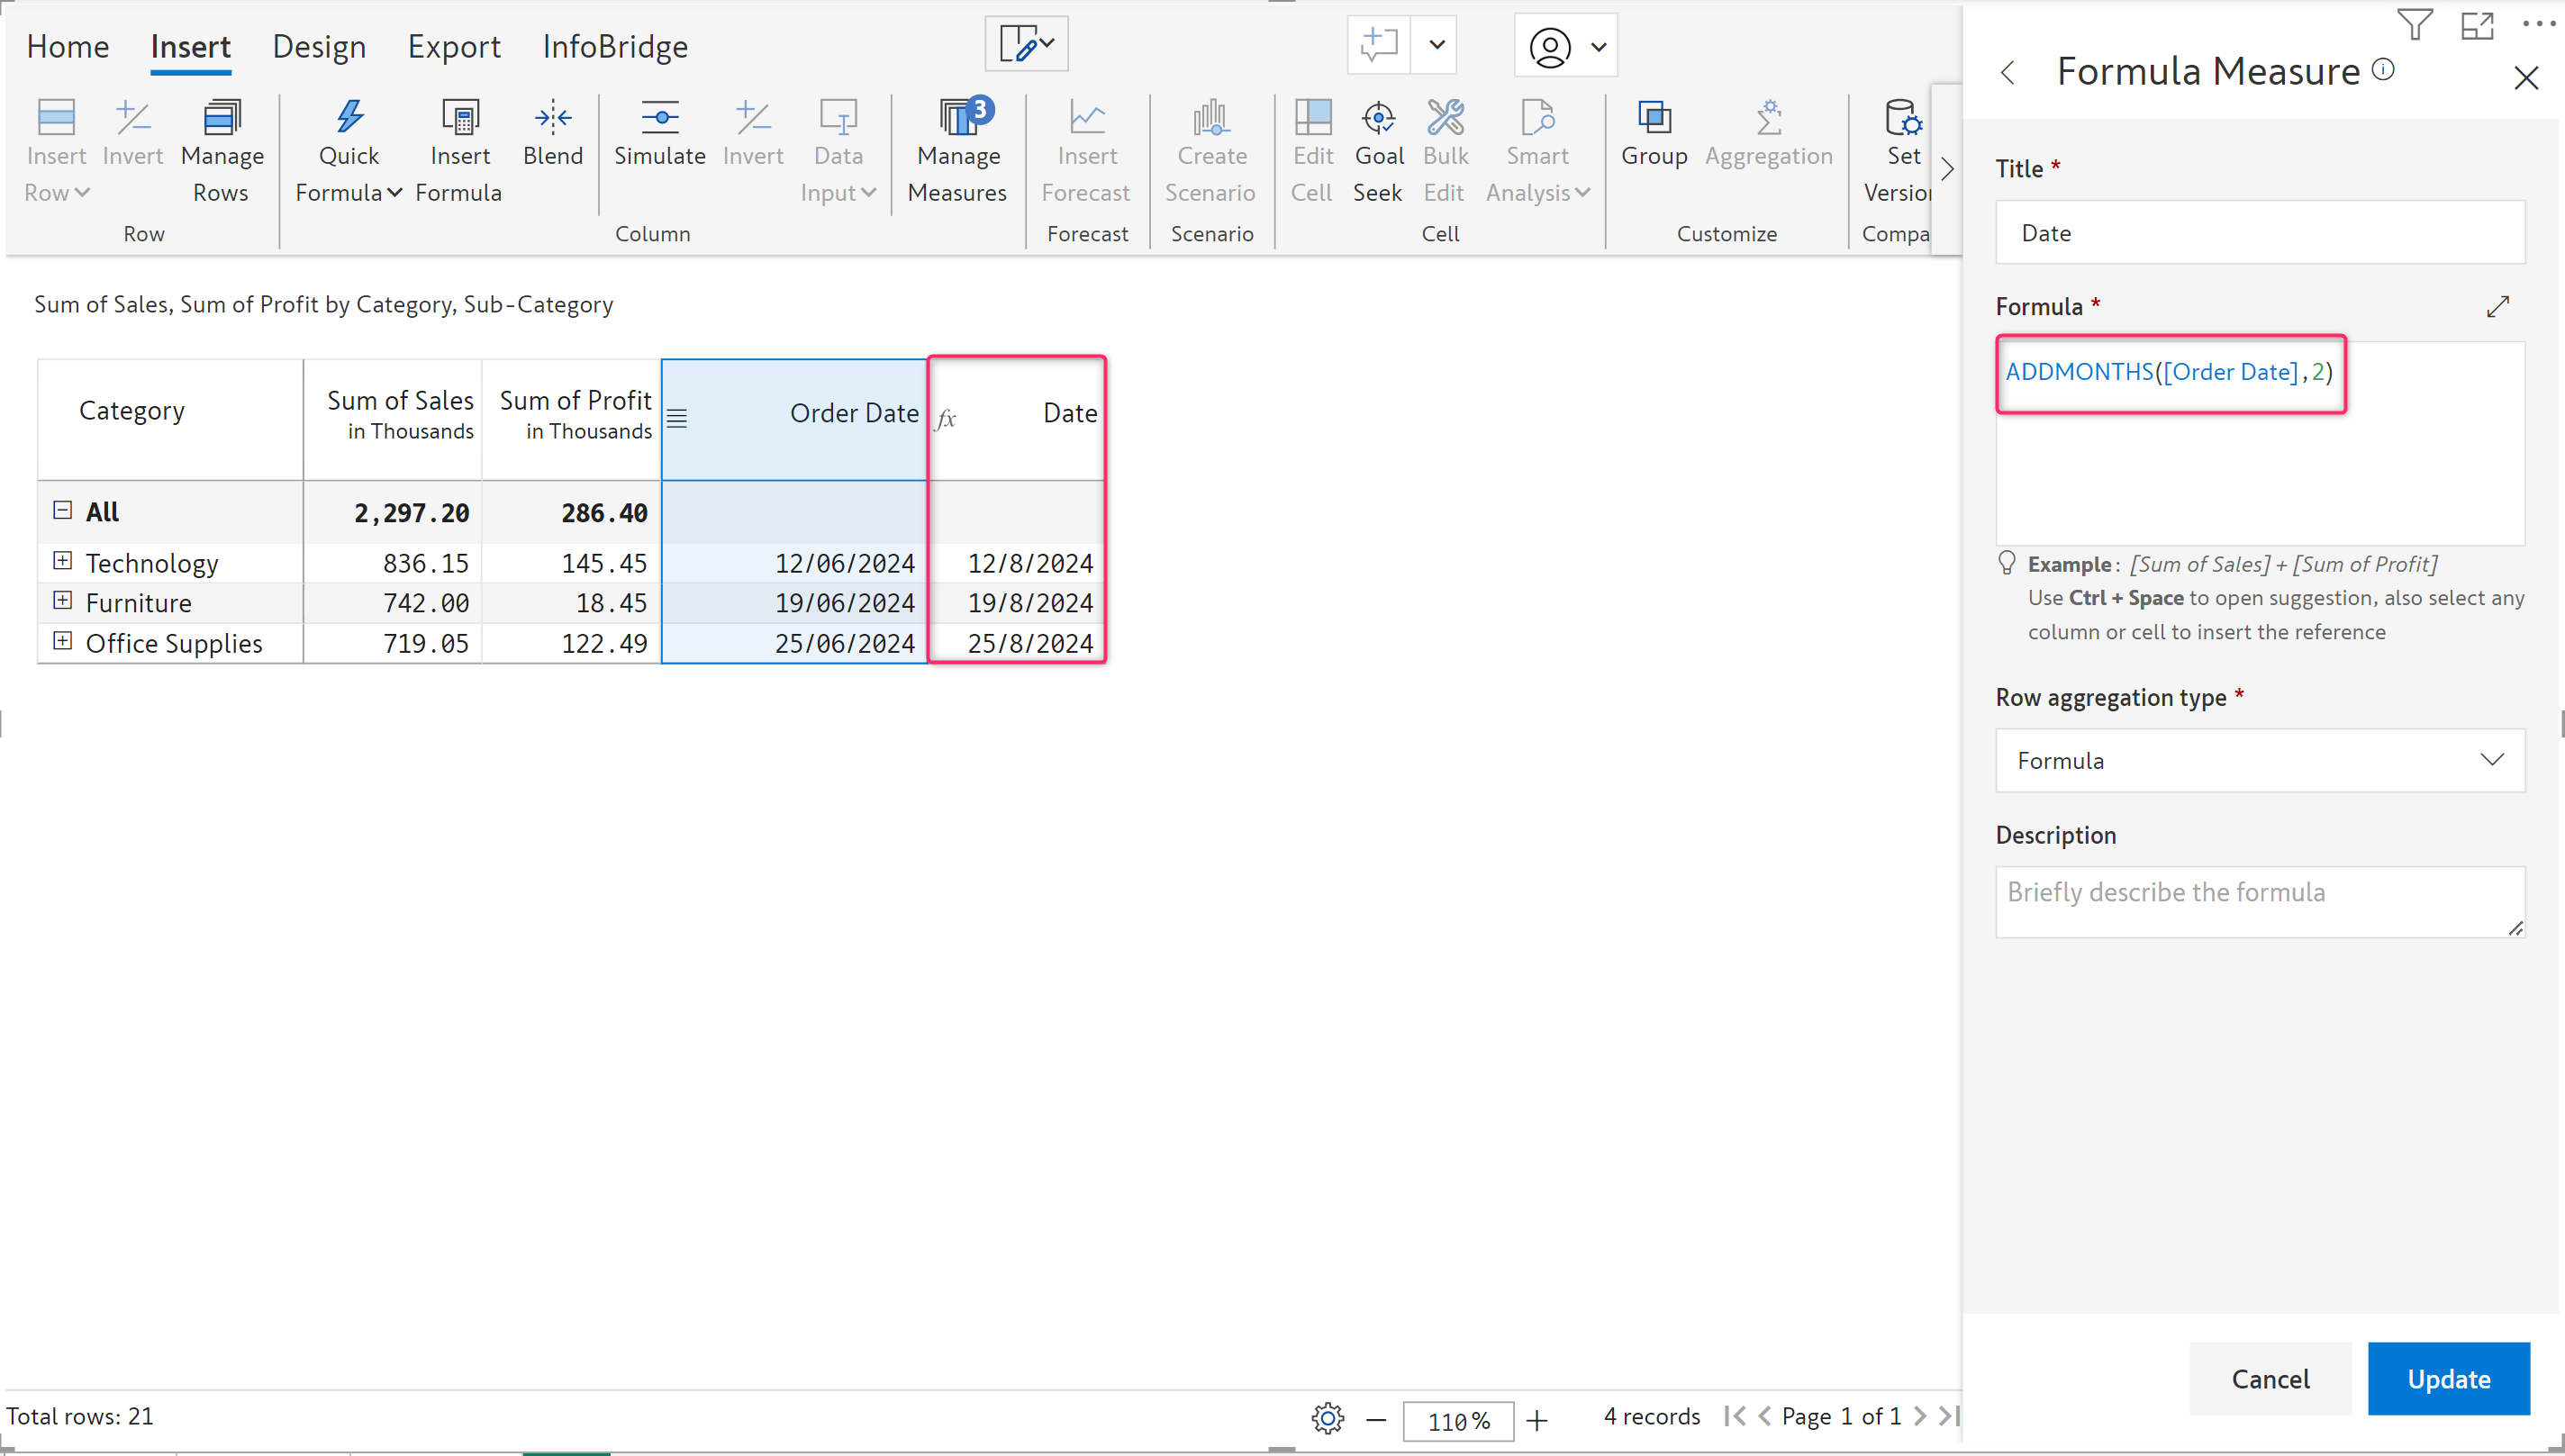 Home Insert Design Export InfoBridge
Insert Row
Invert
Manage Rows
Row
Quick Formula
Insert Formula
Blend
Simulate
Invert
Data Input
Column
3
Manage Measures
Insert Forecast
Forecast
Create Scenario
Scenario
Edit Cell
Goal Seek
Bulk Edit
Smart Analysis
Cell
Group
Aggregation
Customize
Set Version
Compa
Sum of Sales, Sum of Profit by Category, Sub-Category
Category Sum of Sales in Thousands Sum of Profit in Thousands Order Date fx Date
All 2,297.20 286.40
Technology 836.15 145.45 12/06/2024 12/8/2024
Furniture 742.00 18.45 19/06/2024 19/8/2024
Office Supplies 719.05 122.49 25/06/2024 25/8/2024
Total rows: 21
110 %
4 records
Page 1 of 1
Formula Measure
Title *
Date
Formula *
ADDMONTHS([Order Date],2)
Example: [Sum of Sales] + [Sum of Profit]
Use Ctrl + Space to open suggestion, also select any
column or cell to insert the reference
Row aggregation type *
Formula
Description
Briefly describe the formula
Cancel Update